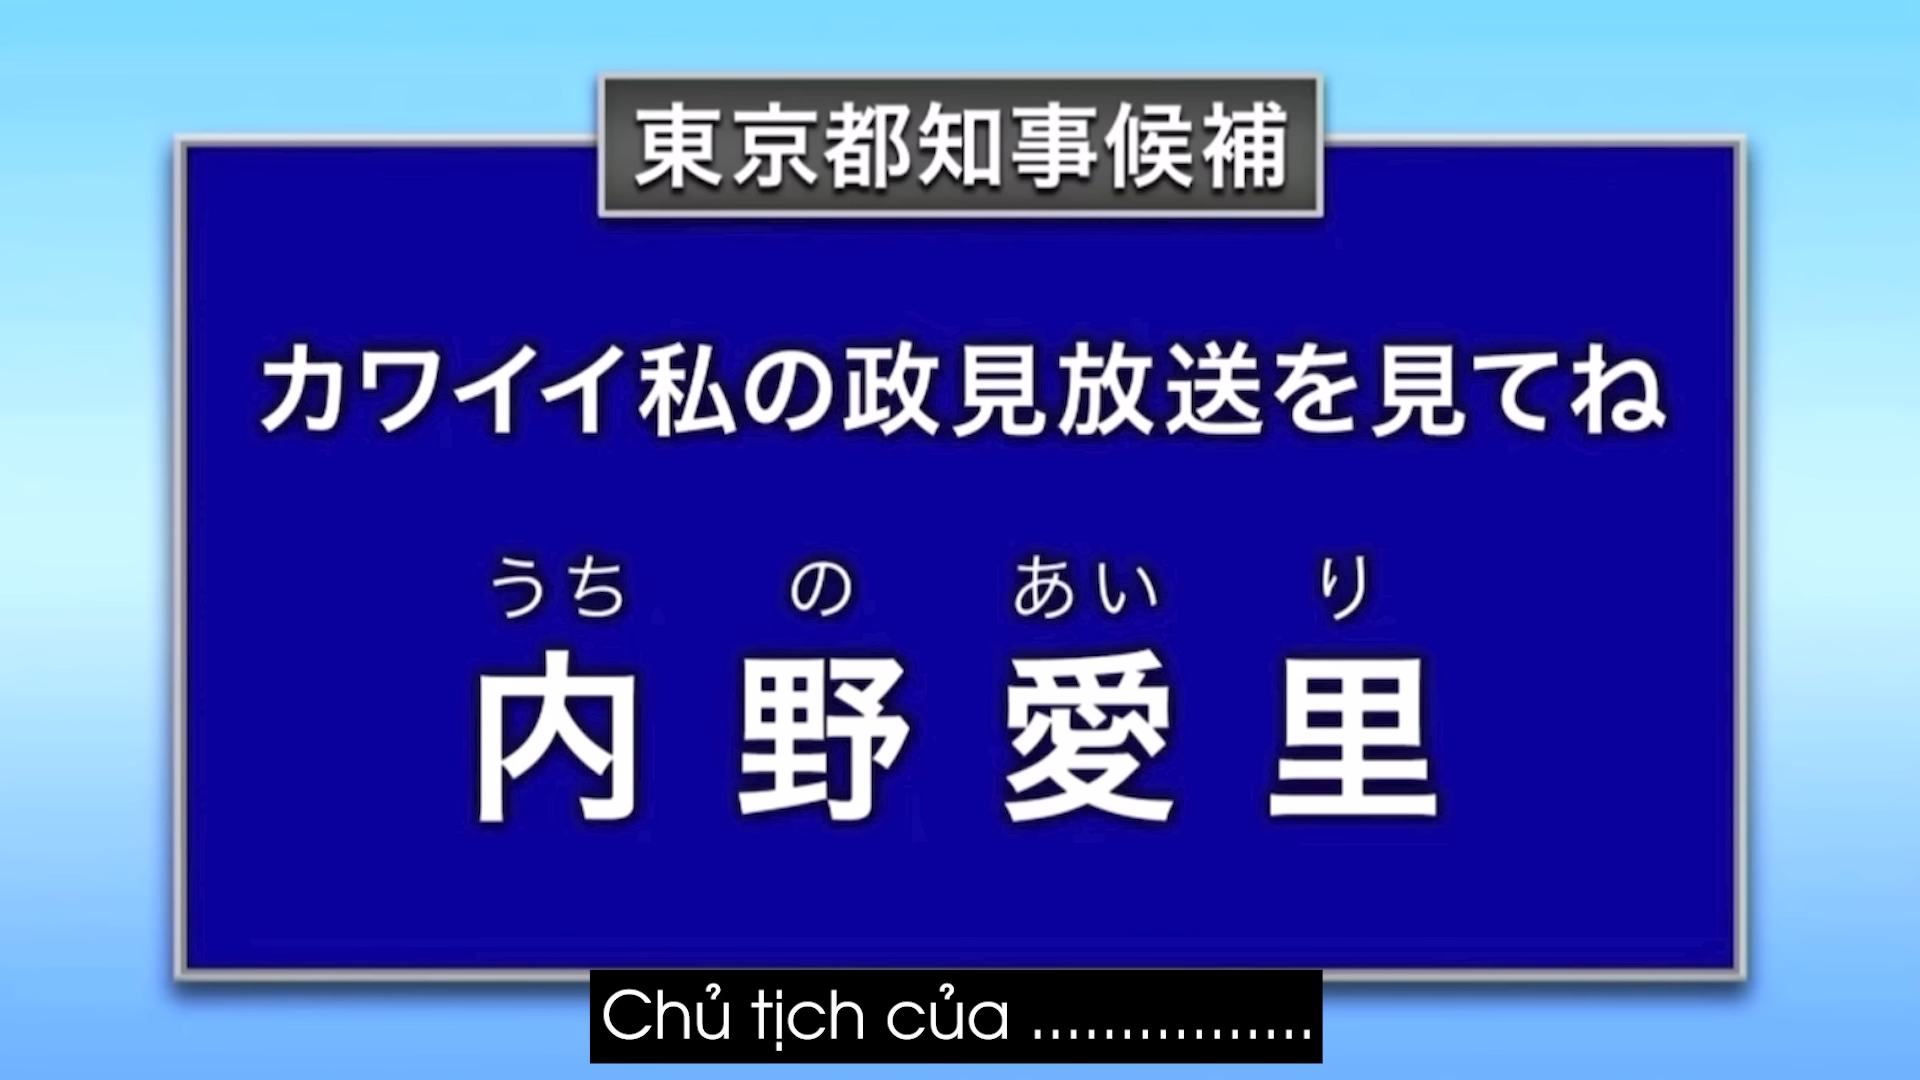 東京都知事候補
カワイイ私の政見放送を見てね
うち の あい り
内野愛里
Chủ tịch của ................